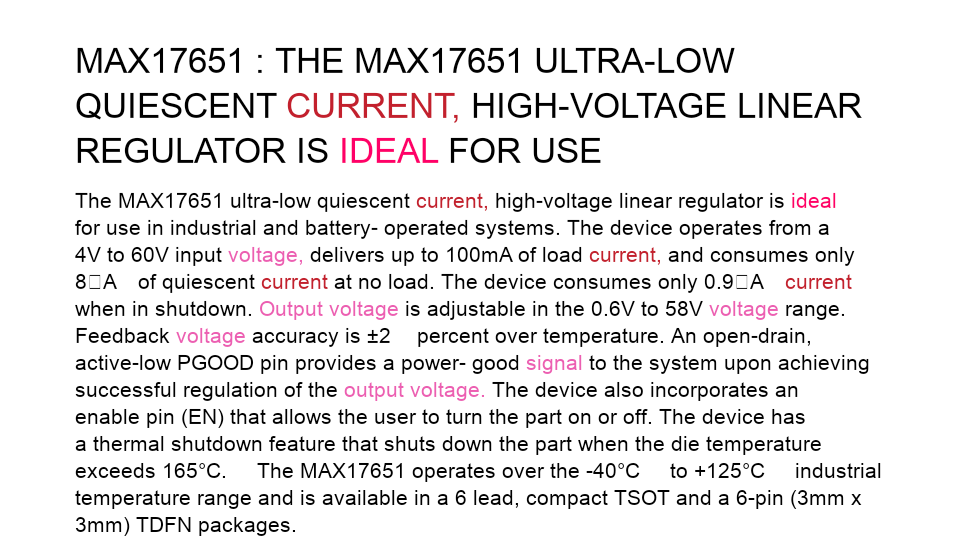 MAX17651 : THE MAX17651 ULTRA-LOW
QUIESCENT CURRENT, HIGH-VOLTAGE LINEAR
REGULATOR IS IDEAL FOR USE
The MAX17651 ultra-low quiescent current, high-voltage linear regulator is ideal
for use in industrial and battery- operated systems. The device operates from a
4V to 60V input voltage, delivers up to 100mA of load current, and consumes only
8□A of quiescent current at no load. The device consumes only 0.9□A current
when in shutdown. Output voltage is adjustable in the 0.6V to 58V voltage range.
Feedback voltage accuracy is ±2 percent over temperature. An open-drain,
active-low PGOOD pin provides a power- good signal to the system upon achieving
successful regulation of the output voltage. The device also incorporates an
enable pin (EN) that allows the user to turn the part on or off. The device has
a thermal shutdown feature that shuts down the part when the die temperature
exceeds 165°C. The MAX17651 operates over the -40°C to +125°C industrial
temperature range and is available in a 6 lead, compact TSOT and a 6-pin (3mm x
3mm) TDFN packages.